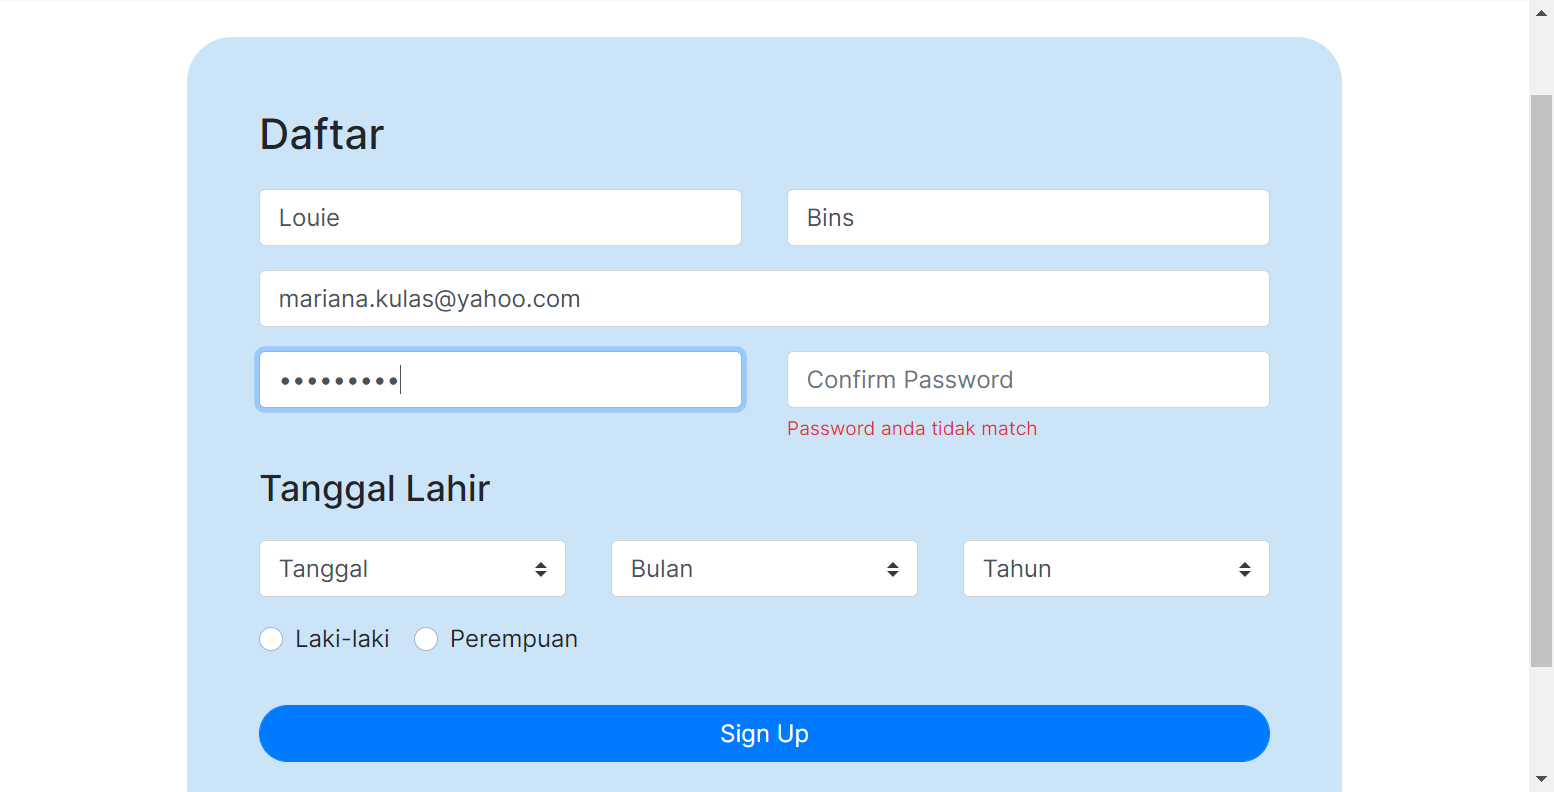 Daftar
Louie
Bins
mariana.kulas@yahoo.com
•••••••••
Confirm Password
Password anda tidak match
Tanggal Lahir
Tanggal
Bulan
Tahun
Laki-laki
Perempuan
Sign Up